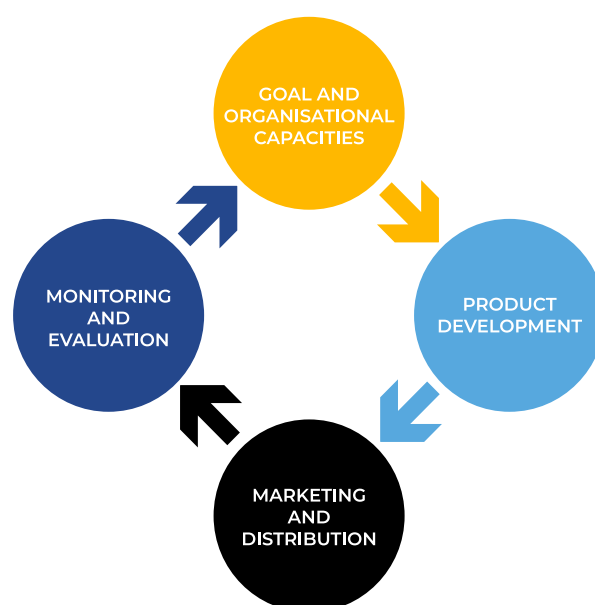 GOAL AND
ORGANISATIONAL
CAPACITIES
PRODUCT
DEVELOPMENT
MARKETING
AND
DISTRIBUTION
MONITORING
AND
EVALUATION